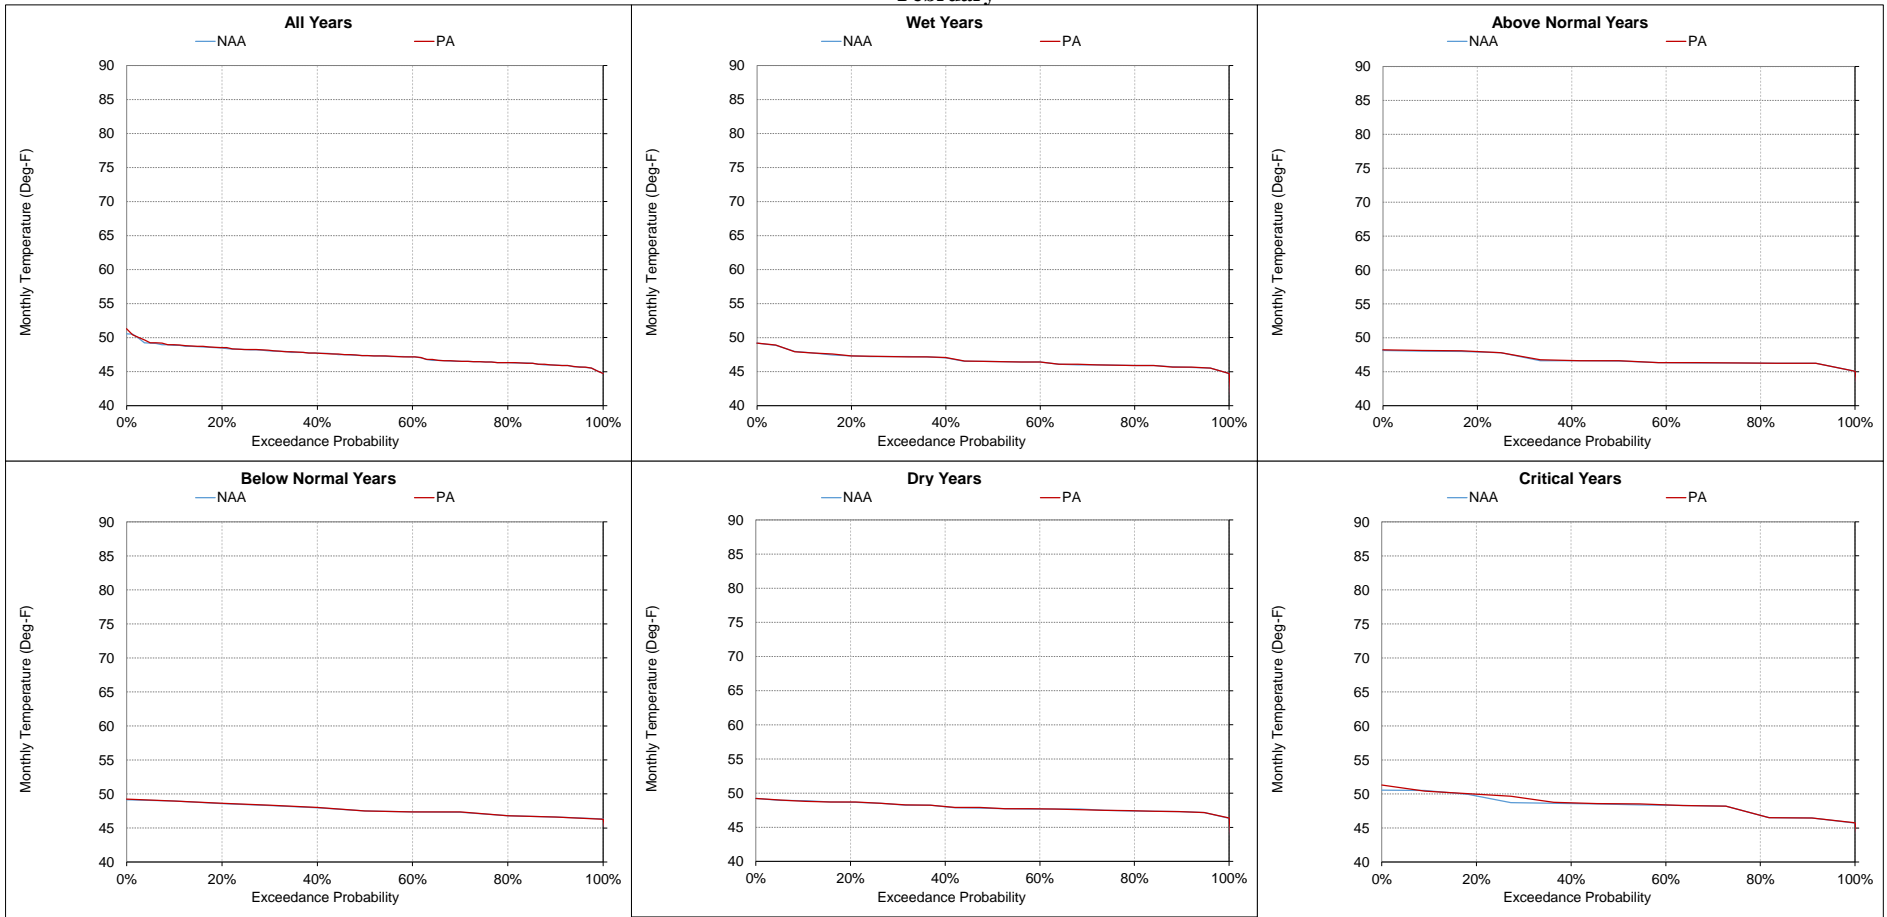 February
All Years
NAA PA
90
85
80
75
70
65
60
55
50
45
40
0% 20% 40% 60% 80% 100%
Monthly Temperature (Deg-F)
Exceedance Probability
Wet Years
NAA PA
90
85
80
75
70
65
60
55
50
45
40
0% 20% 40% 60% 80% 100%
Monthly Temperature (Deg-F)
Exceedance Probability
Above Normal Years
NAA PA
90
85
80
75
70
65
60
55
50
45
40
0% 20% 40% 60% 80% 100%
Monthly Temperature (Deg-F)
Exceedance Probability
Below Normal Years
NAA PA
90
85
80
75
70
65
60
55
50
45
40
0% 20% 40% 60% 80% 100%
Monthly Temperature (Deg-F)
Exceedance Probability
Dry Years
NAA PA
90
85
80
75
70
65
60
55
50
45
40
0% 20% 40% 60% 80% 100%
Monthly Temperature (Deg-F)
Exceedance Probability
Critical Years
NAA PA
90
85
80
75
70
65
60
55
50
45
40
0% 20% 40% 60% 80% 100%
Monthly Temperature (Deg-F)
Exceedance Probability